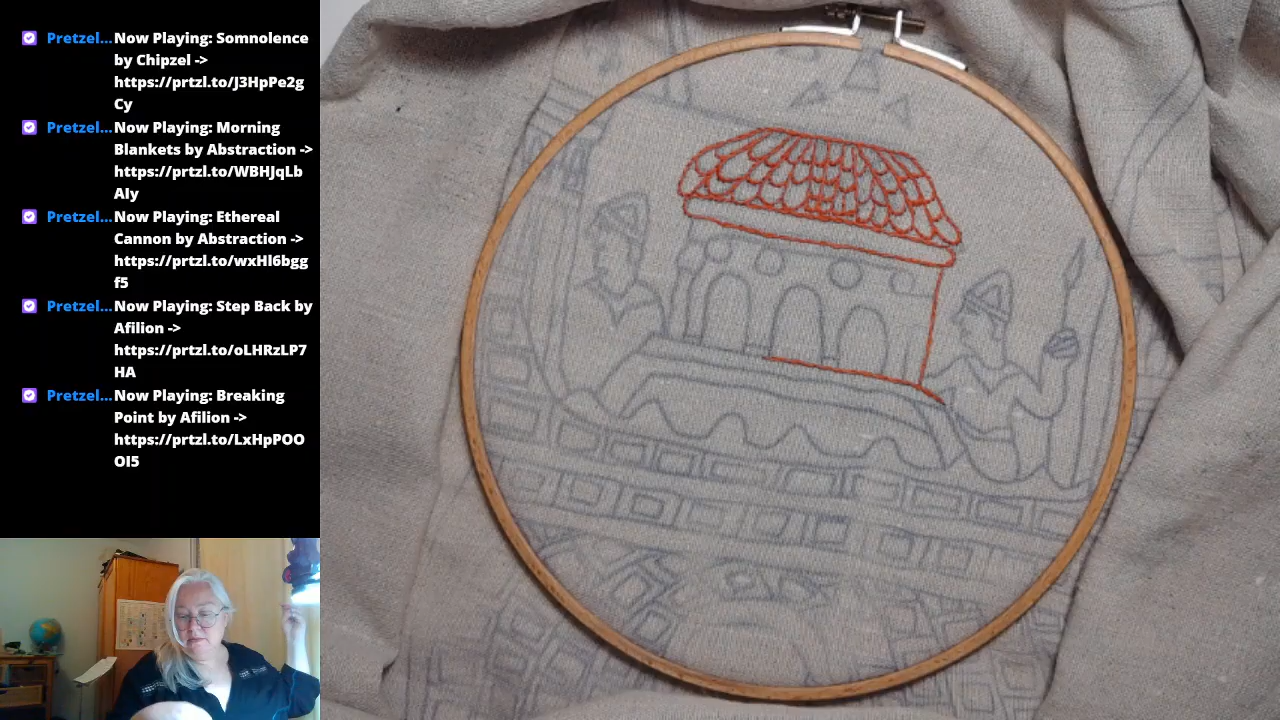 Pretzel... Now Playing: Somnolence
by Chipzel ->
https://prtzl.to/J3HpPe2g
Cy
Pretzel... Now Playing: Morning
Blankets by Abstraction ->
https://prtzl.to/WBHJqLb
Aly
Pretzel... Now Playing: Ethereal
Cannon by Abstraction ->
https://prtzl.to/wxHl6bgg
f5
Pretzel... Now Playing: Step Back by
Afilion ->
https://prtzl.to/oLHRzLP7
HA
Pretzel... Now Playing: Breaking
Point by Afilion ->
https://prtzl.to/LxHpPOO
OI5